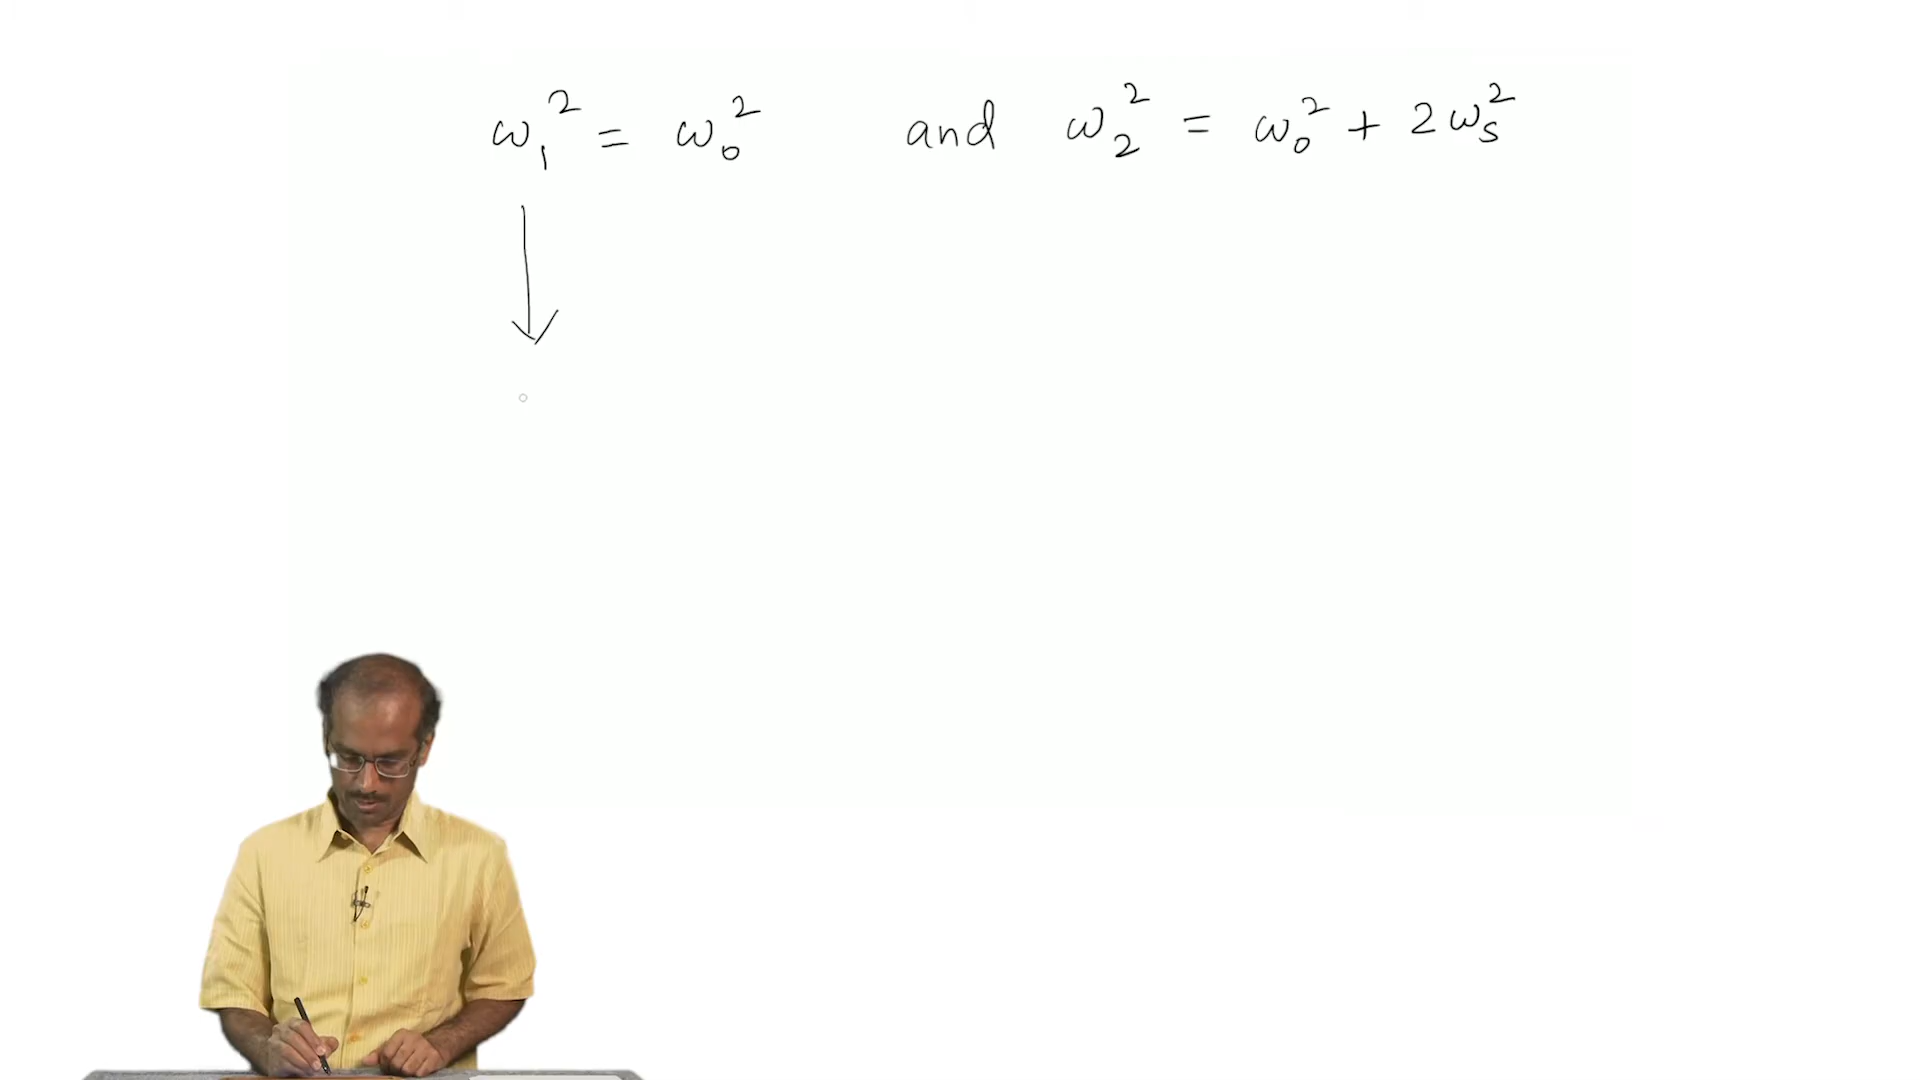 ω₁² = ω₀² and ω₂² = ω₀² + 2ωₛ²